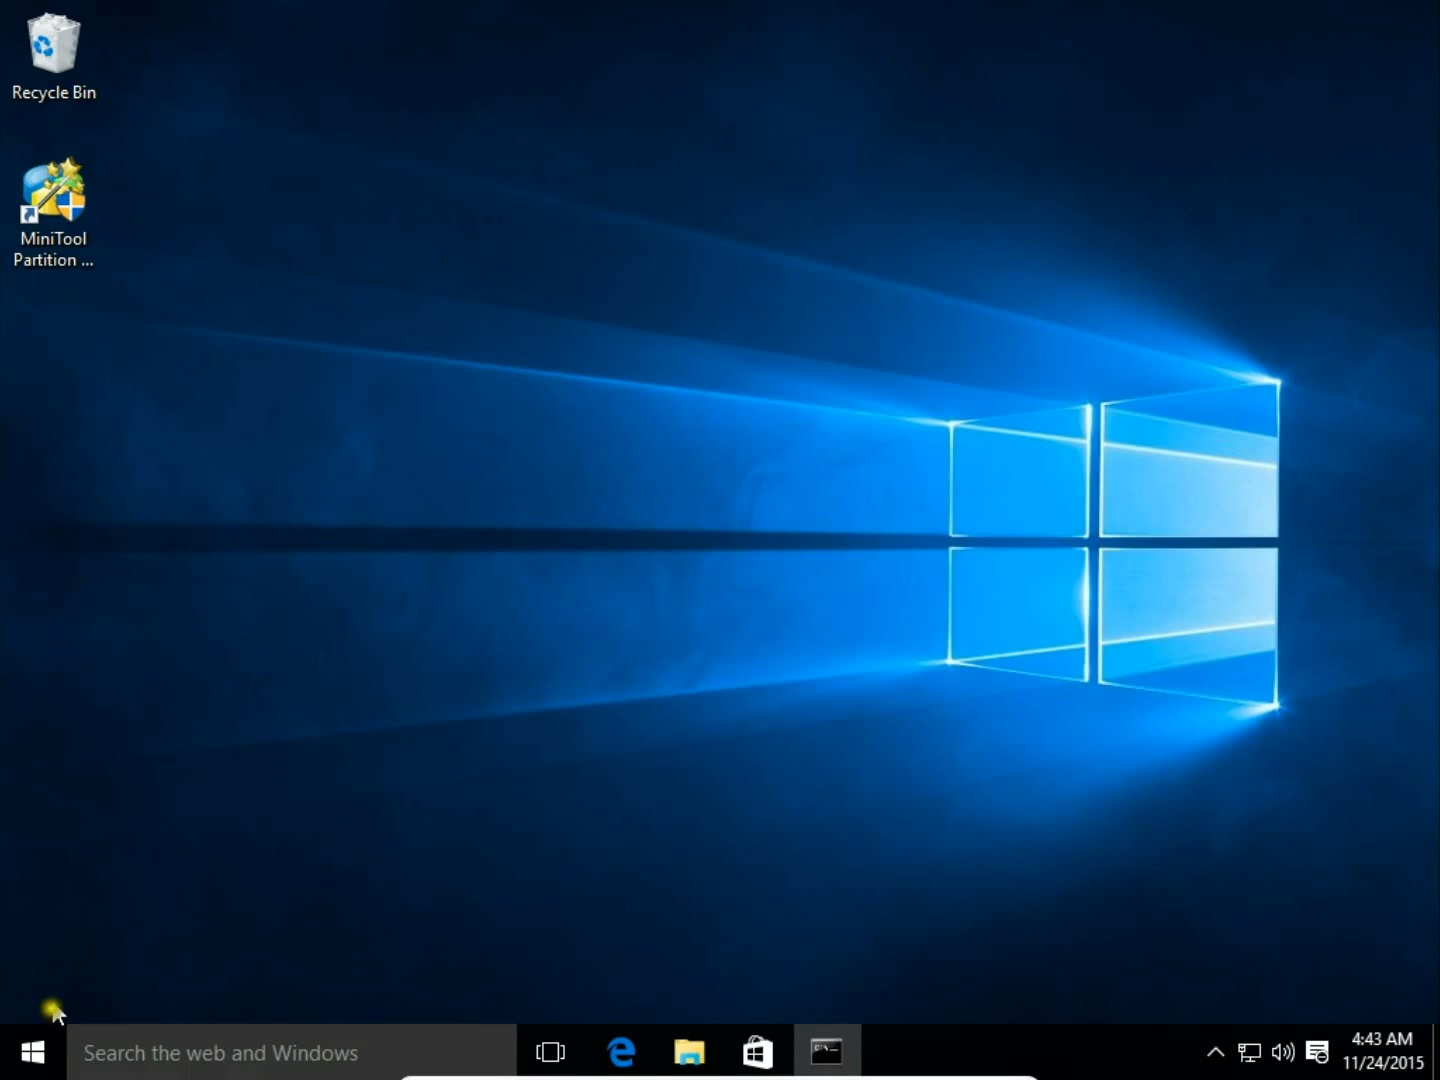 Recycle Bin
MiniTool
Partition ...
Search the web and Windows
4:43 AM
11/24/2015